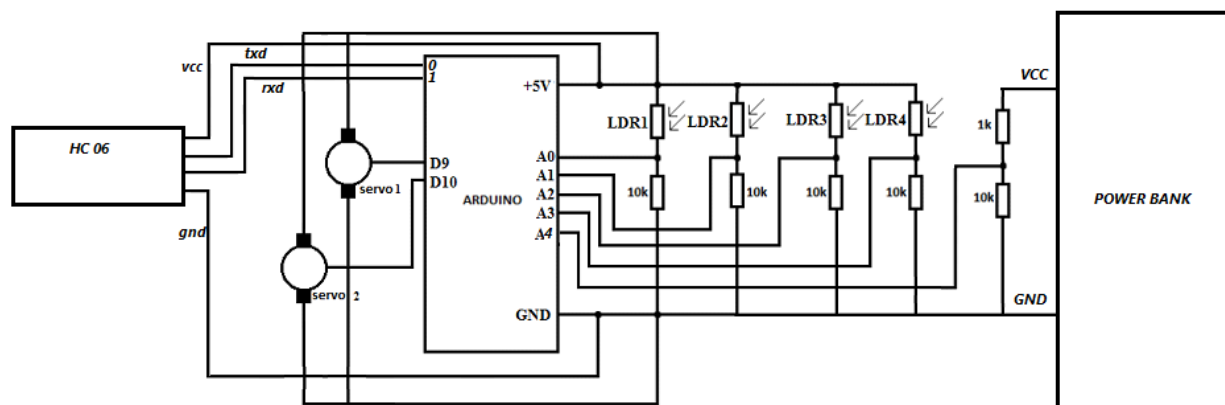 txd
vcc
0
1
rxd
+5V
VCC
LDR1
LDR2
LDR3
LDR4
1k
HC 06
D9
D10
A0
A1
A2
A3
A4
servo 1
ARDUINO
10k
10k
10k
10k
10k
POWER BANK
gnd
servo 2
GND
GND